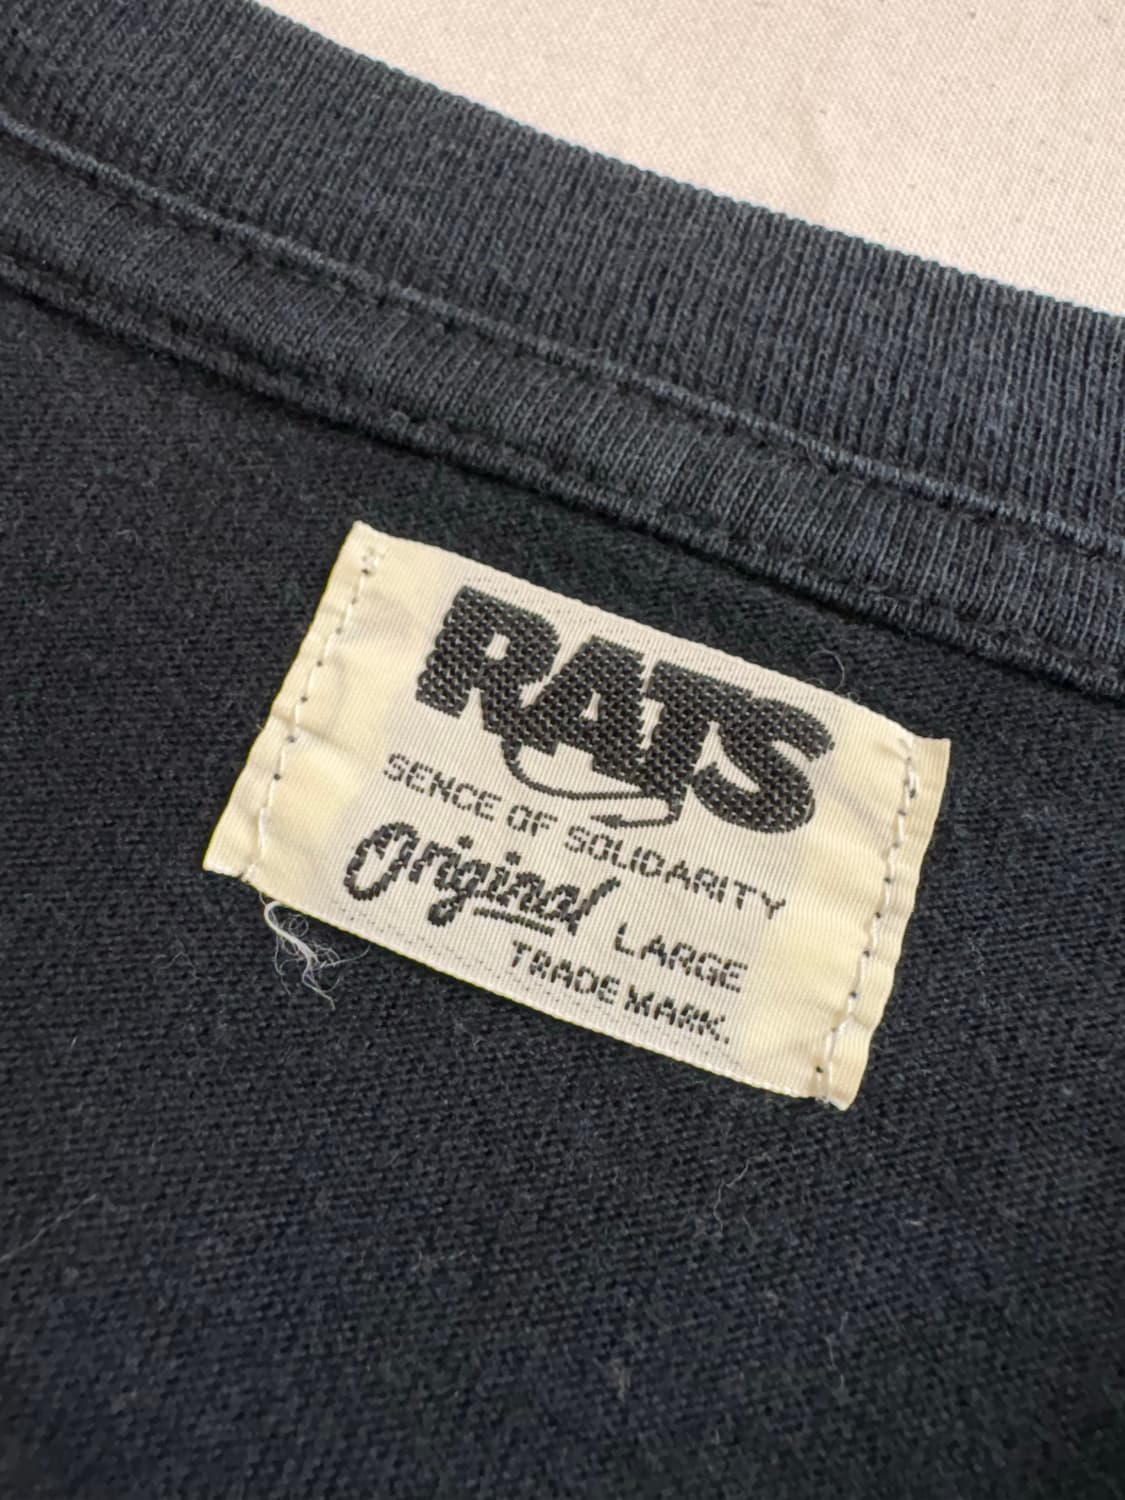 RATS
SENCE OF SOLIDARITY
Original LARGE
TRADE MARK.